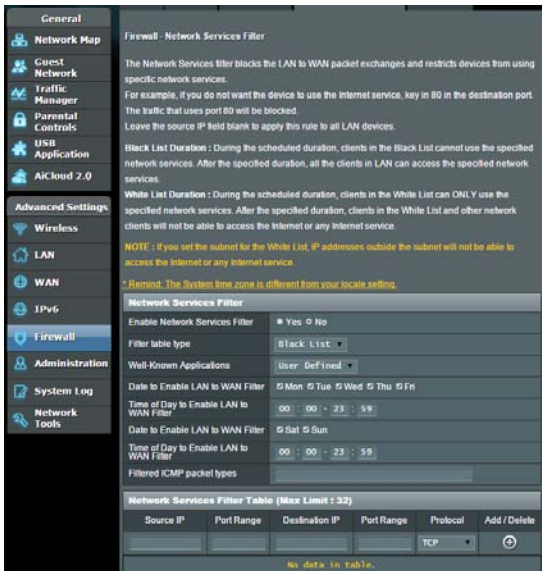 General
Network Map
Guest
Network
Traffic
Manager
Parental
Controls
USB
Application
AiCloud 2.0
Advanced Settings
Wireless
LAN
WAN
IPv6
Firewall
Administration
System Log
Network
Tools
Firewall - Network Services Filter
The Network Services filter blocks the LAN to WAN packet exchanges and restricts devices from using
specific network services.
For example, if you do not want the device to use the Internet service, key in 80 in the destination port.
The traffic that uses port 80 will be blocked.
Leave the source IP field blank to apply this rule to all LAN devices.
Black List Duration : During the scheduled duration, clients in the Black List cannot use the specified
network services. After the specified duration, all the clients in LAN can access the specified network
services.
White List Duration : During the scheduled duration, clients in the White List can ONLY use the
specified network services. After the specified duration, clients in the White List and other network
clients will not be able to access the Internet or any Internet service.
NOTE : If you set the subnet for the White List, IP addresses outside the subnet will not be able to
access the Internet or any Internet service.
* Remind: The System time zone is different from your locale setting.
Network Services Filter
Enable Network Services Filter Yes No
Filter table type Black List
Well-Known Applications User Defined
Date to Enable LAN to WAN Filter Mon Tue Wed Thu Fri
Time of Day to Enable LAN to
WAN Filter 00 : 00 - 23 : 59
Date to Enable LAN to WAN Filter Sat Sun
Time of Day to Enable LAN to
WAN Filter 00 : 00 - 23 : 59
Filtered ICMP packet types
Network Services Filter Table (Max Limit : 32)
Source IP Port Range Destination IP Port Range Protocol Add / Delete
TCP
No data in table.